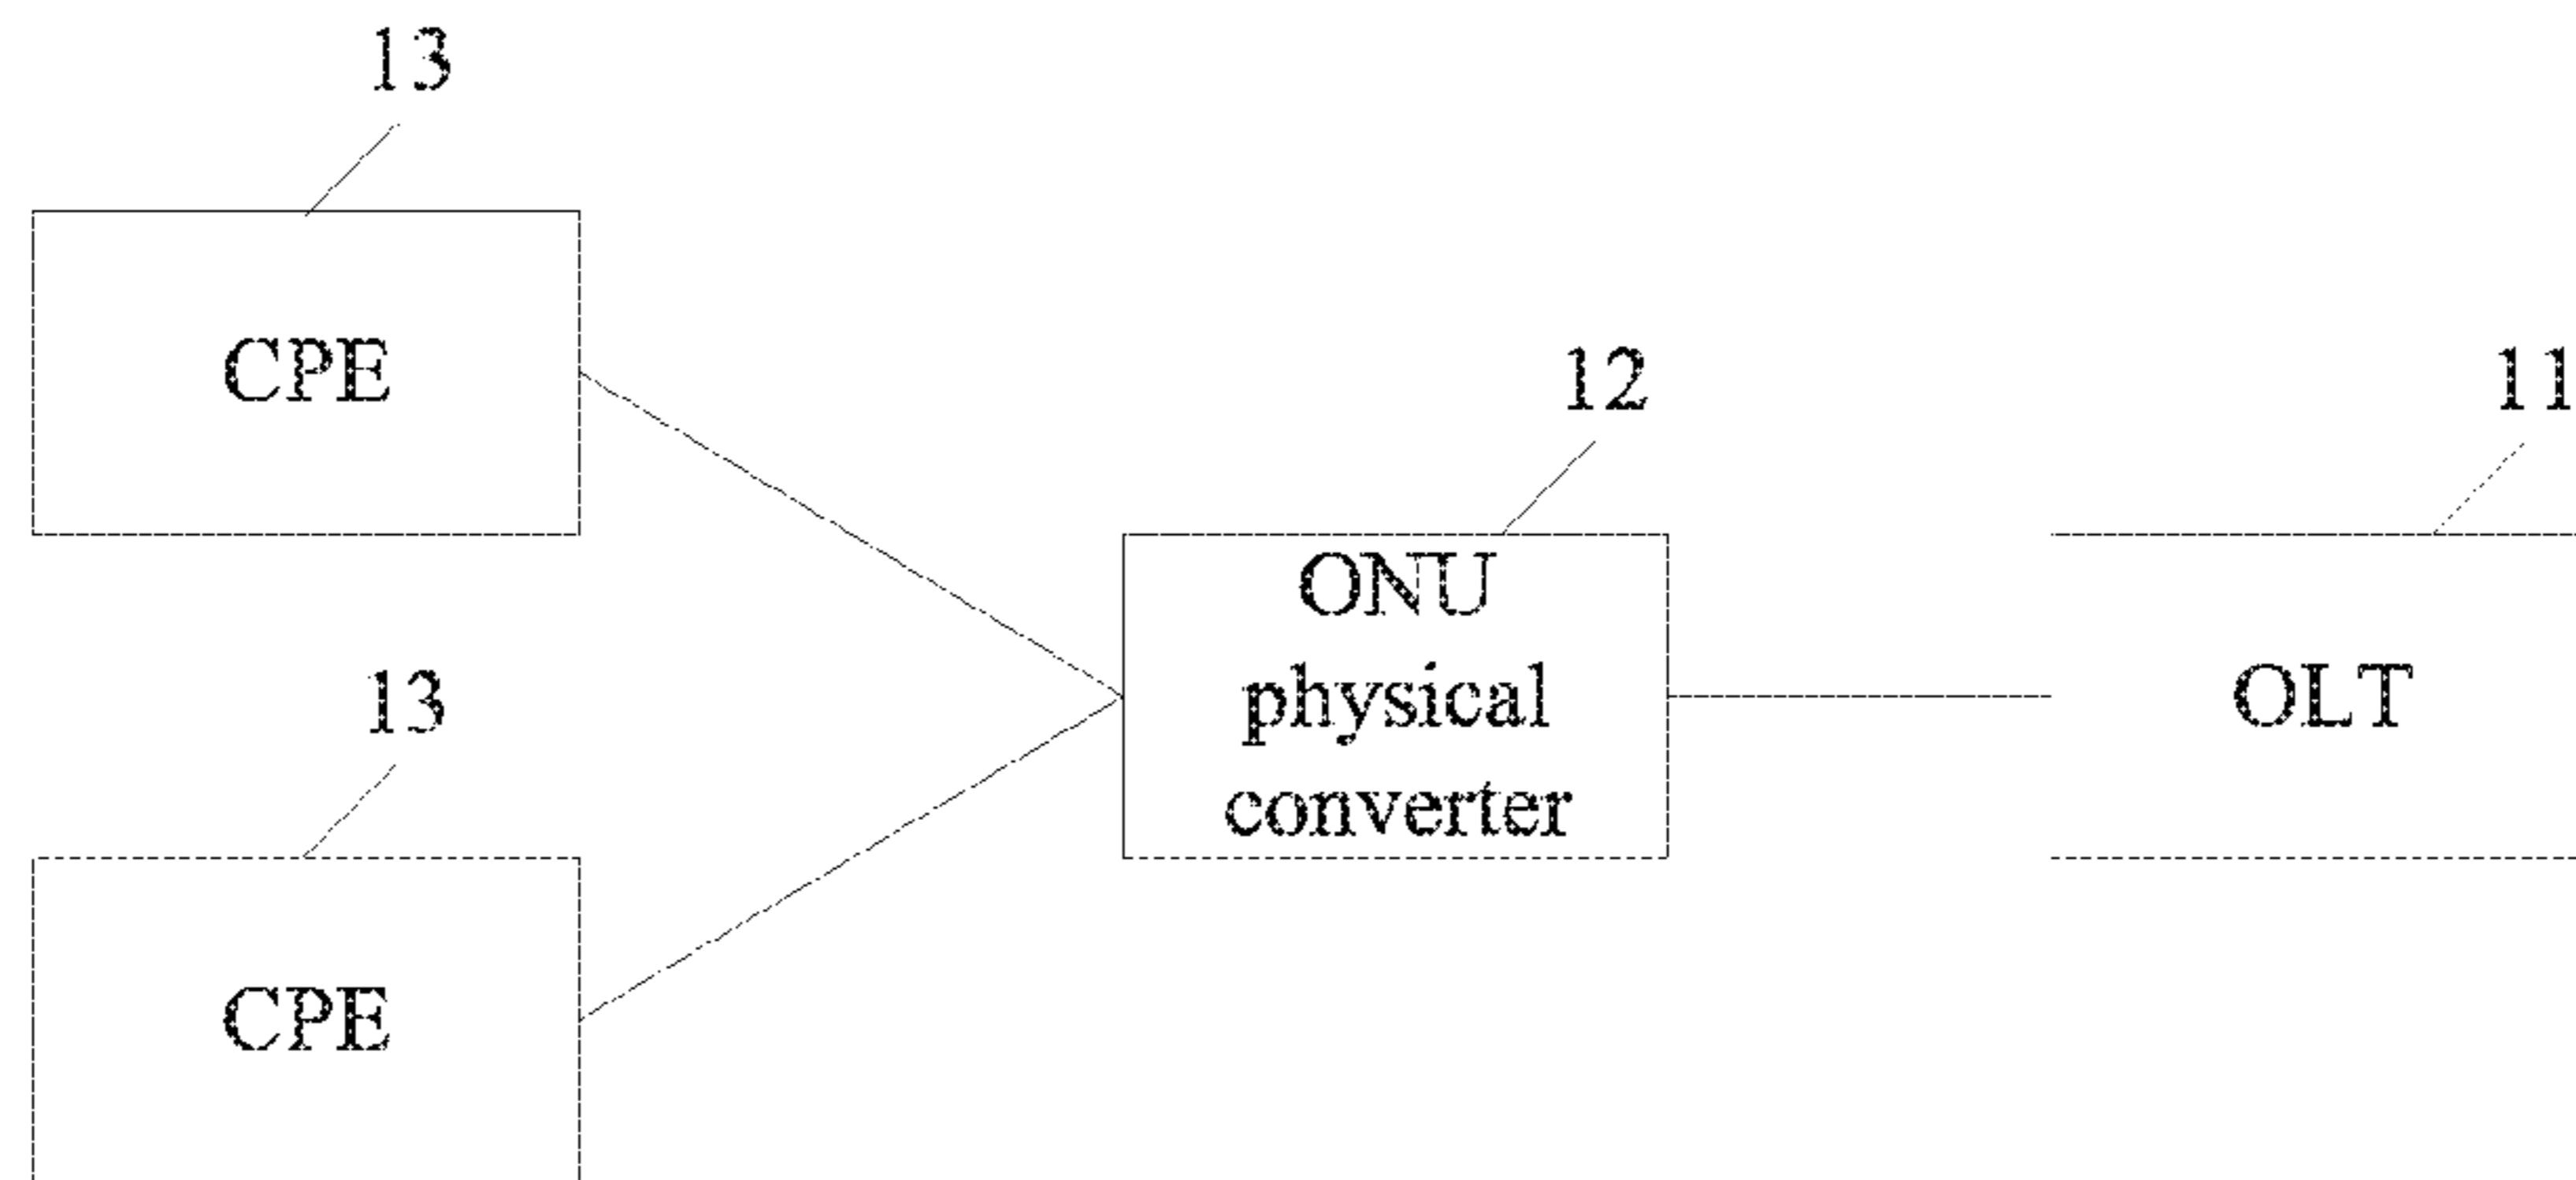 13
CPE
12
11
ONU
physical
converter
OLT
13
CPE